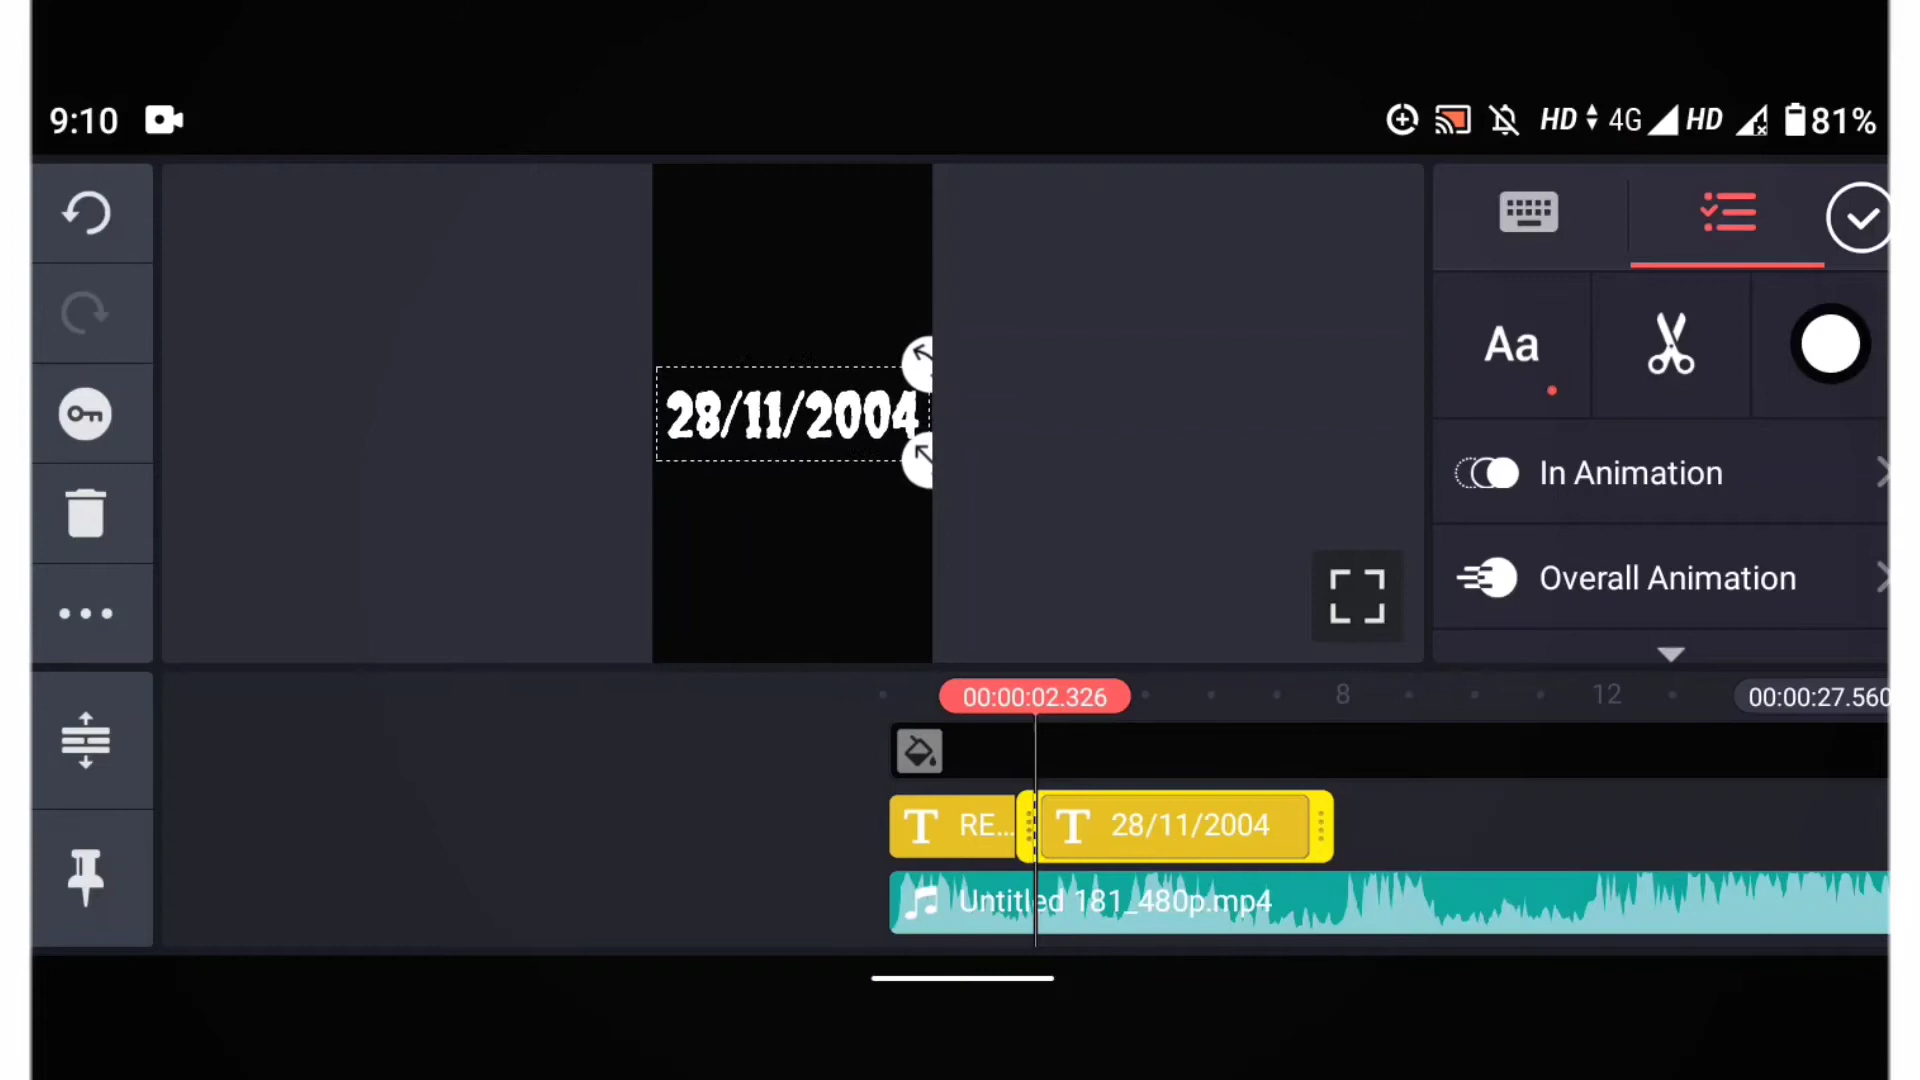 9:10
HD 4G HD 81%
28/11/2004
Aa
In Animation
Overall Animation
00:00:02.326
8
12
00:00:27.560
T RE...
T 28/11/2004
Untitled 181_480p.mp4